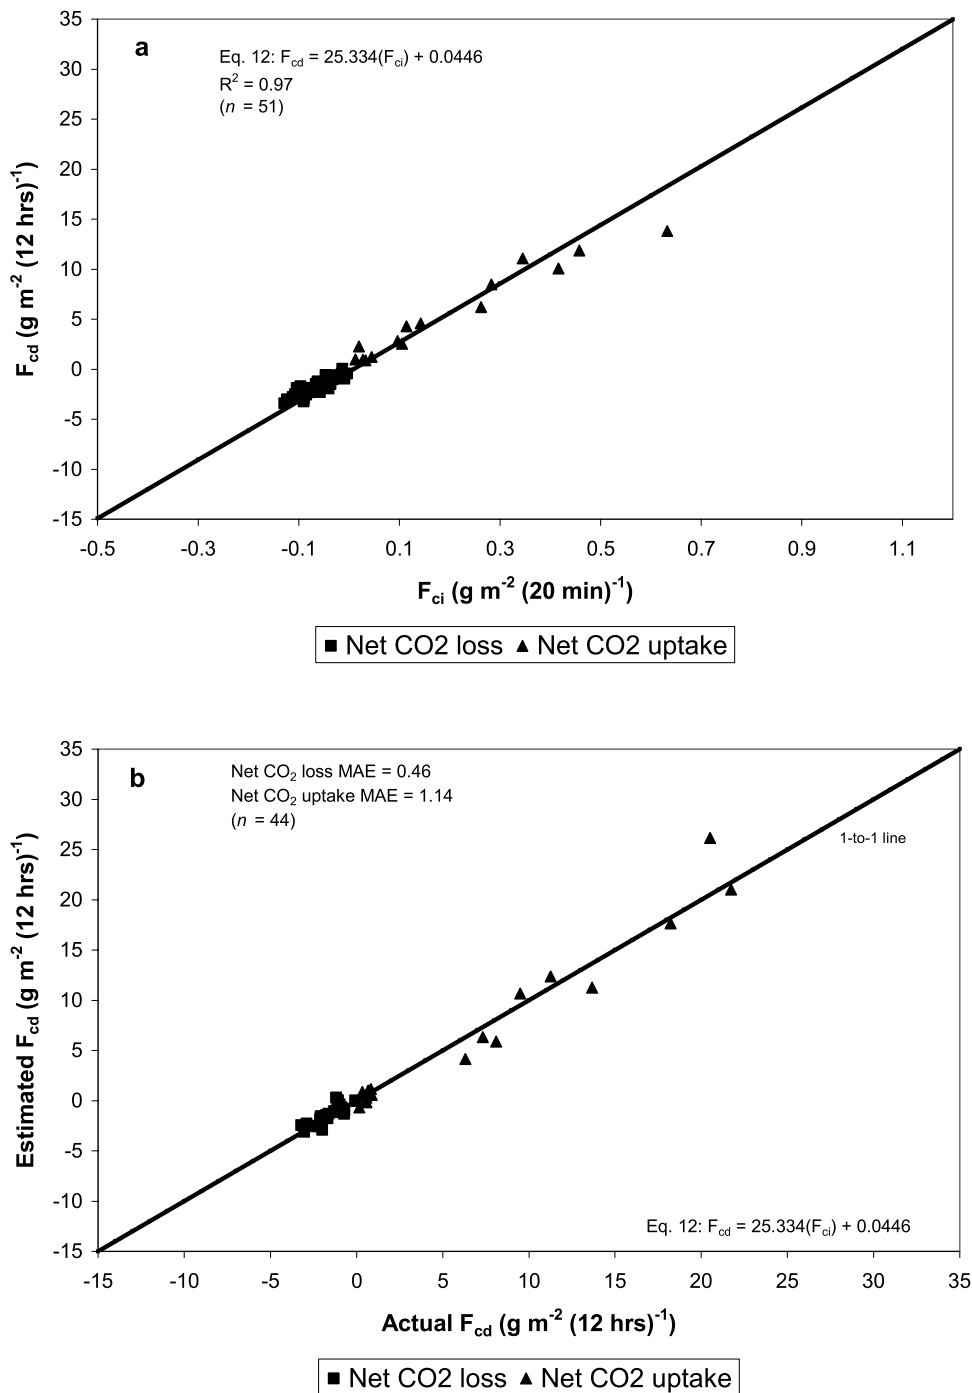 a
Eq. 12: Fcd = 25.334(Fci) + 0.0446
R² = 0.97
(n = 51)
35
30
25
20
15
10
5
0
-5
-10
-15
Fcd (g m⁻² (12 hrs)⁻¹)
-0.5 -0.3 -0.1 0.1 0.3 0.5 0.7 0.9 1.1
Fci (g m⁻² (20 min)⁻¹)
Net CO2 loss Net CO2 uptake
b
Net CO₂ loss MAE = 0.46
Net CO₂ uptake MAE = 1.14
(n = 44)
35
30
25
20
15
10
5
0
-5
-10
-15
Estimated Fcd (g m⁻² (12 hrs)⁻¹)
1-to-1 line
Eq. 12: Fcd = 25.334(Fci) + 0.0446
-15 -10 -5 0 5 10 15 20 25 30 35
Actual Fcd (g m⁻² (12 hrs)⁻¹)
Net CO2 loss Net CO2 uptake